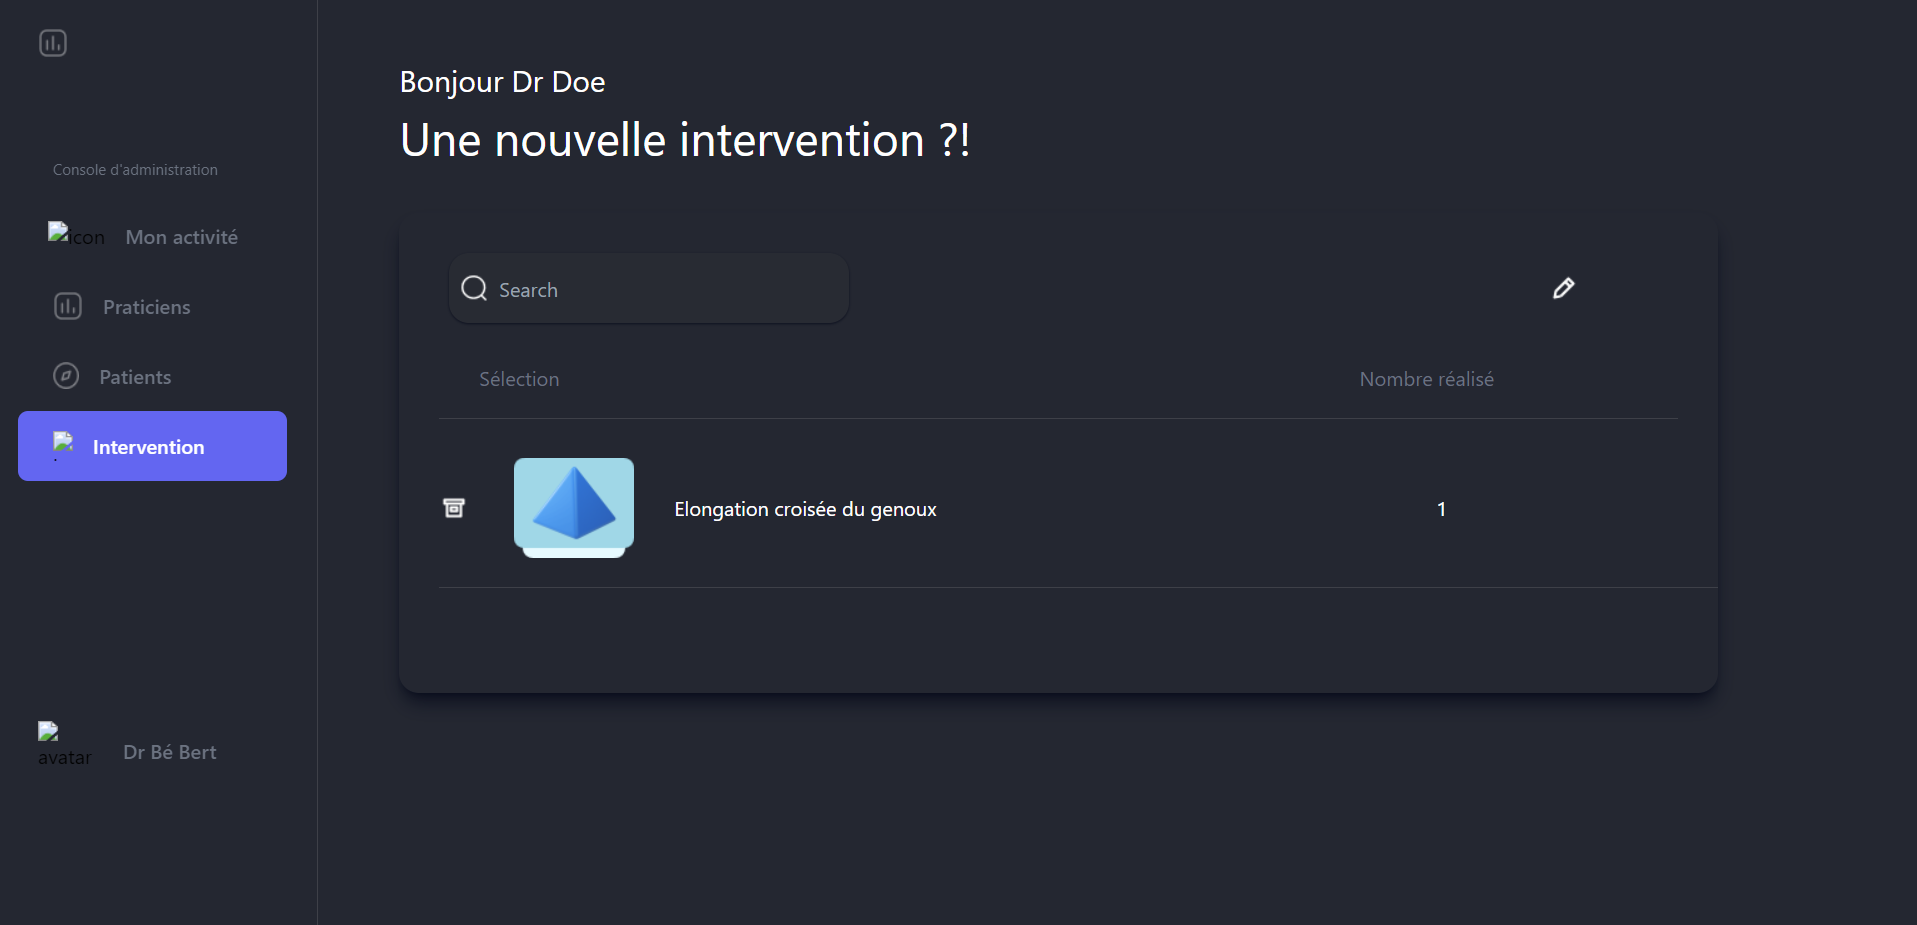 Bonjour Dr Doe
Une nouvelle intervention ?!
Console d'administration
icon Mon activité
Praticiens
Patients
Intervention
avatar Dr Bé Bert
Search
Sélection Nombre réalisé
Elongation croisée du genoux 1